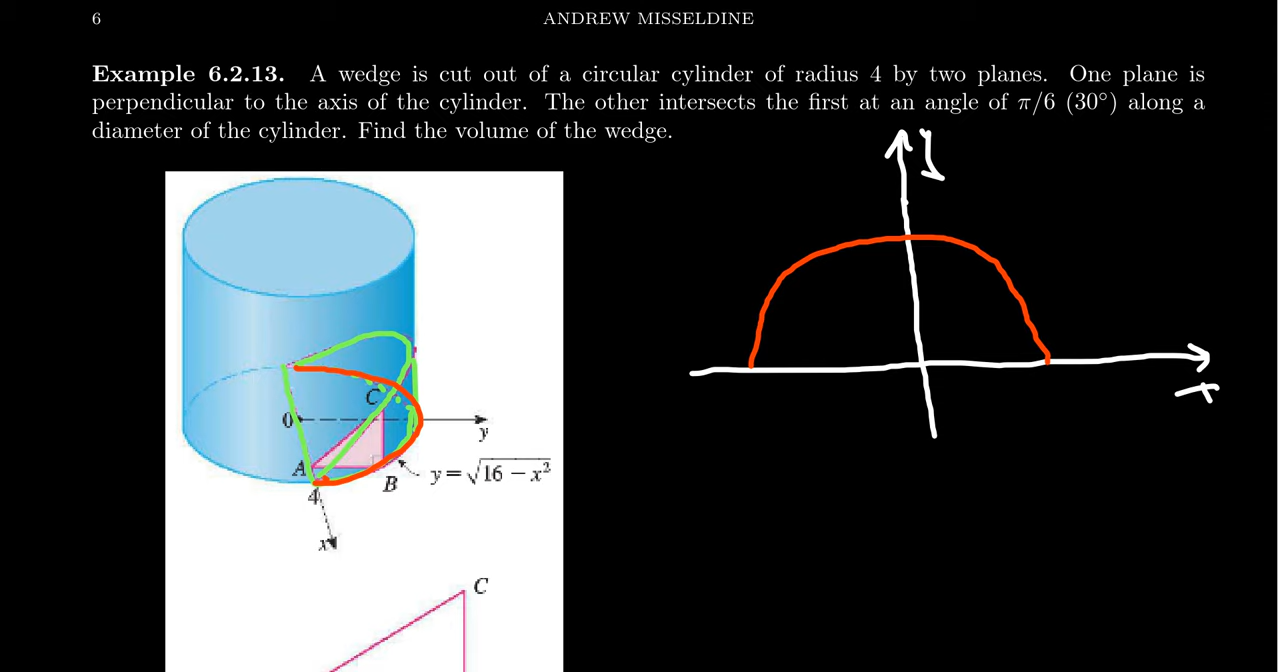 6
ANDREW MISSELDINE
Example 6.2.13. A wedge is cut out of a circular cylinder of radius 4 by two planes. One plane is
perpendicular to the axis of the cylinder. The other intersects the first at an angle of π/6 (30°) along a
diameter of the cylinder. Find the volume of the wedge.
y
x
C
0
y
A
B
y = √16 − x²
4
x
C